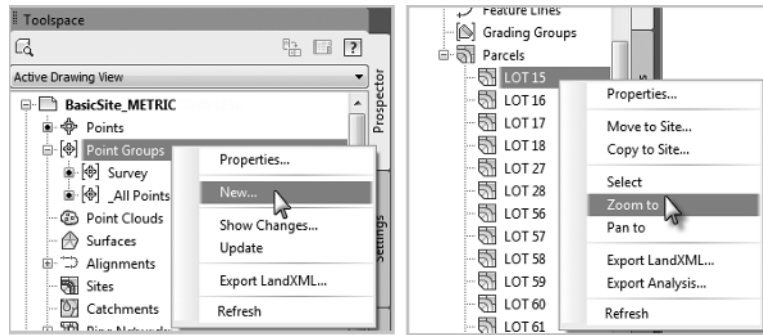 Toolspace
Active Drawing View
BasicSite_METRIC
Points
Point Groups
Survey
_All Points
Point Clouds
Surfaces
Alignments
Sites
Catchments
Pipe Networks
Properties...
New...
Show Changes...
Update
Export LandXML...
Refresh
Prospector
Settings
Feature Lines
Grading Groups
Parcels
LOT 15
LOT 16
LOT 17
LOT 18
LOT 27
LOT 28
LOT 56
LOT 57
LOT 58
LOT 59
LOT 60
LOT 61
Properties...
Move to Site...
Copy to Site...
Select
Zoom to
Pan to
Export LandXML...
Export Analysis...
Refresh